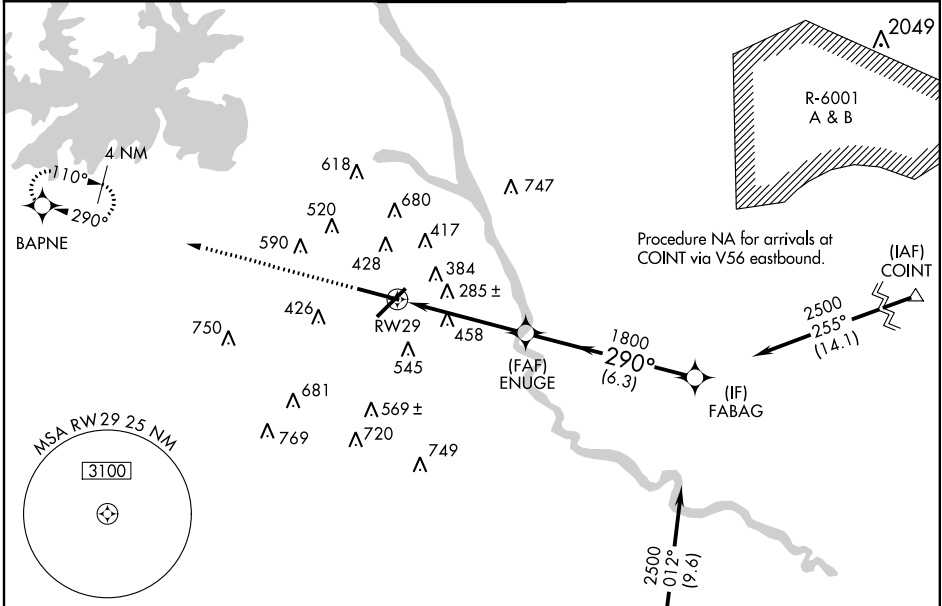 2049
R-6001
A & B
4 NM
110°
290°
BAPNE
618
747
680
520
417
590
428
384
285 ±
Procedure NA for arrivals at
COINT via V56 eastbound.
(IAF)
COINT
2500
255°
(14.1)
426
RW29
458
750
545
(FAF)
ENUGE
1800
290°
(6.3)
(IF)
FABAG
681
569 ±
769
720
749
MSA RW29 25 NM
3100
2500
012°
(9.6)